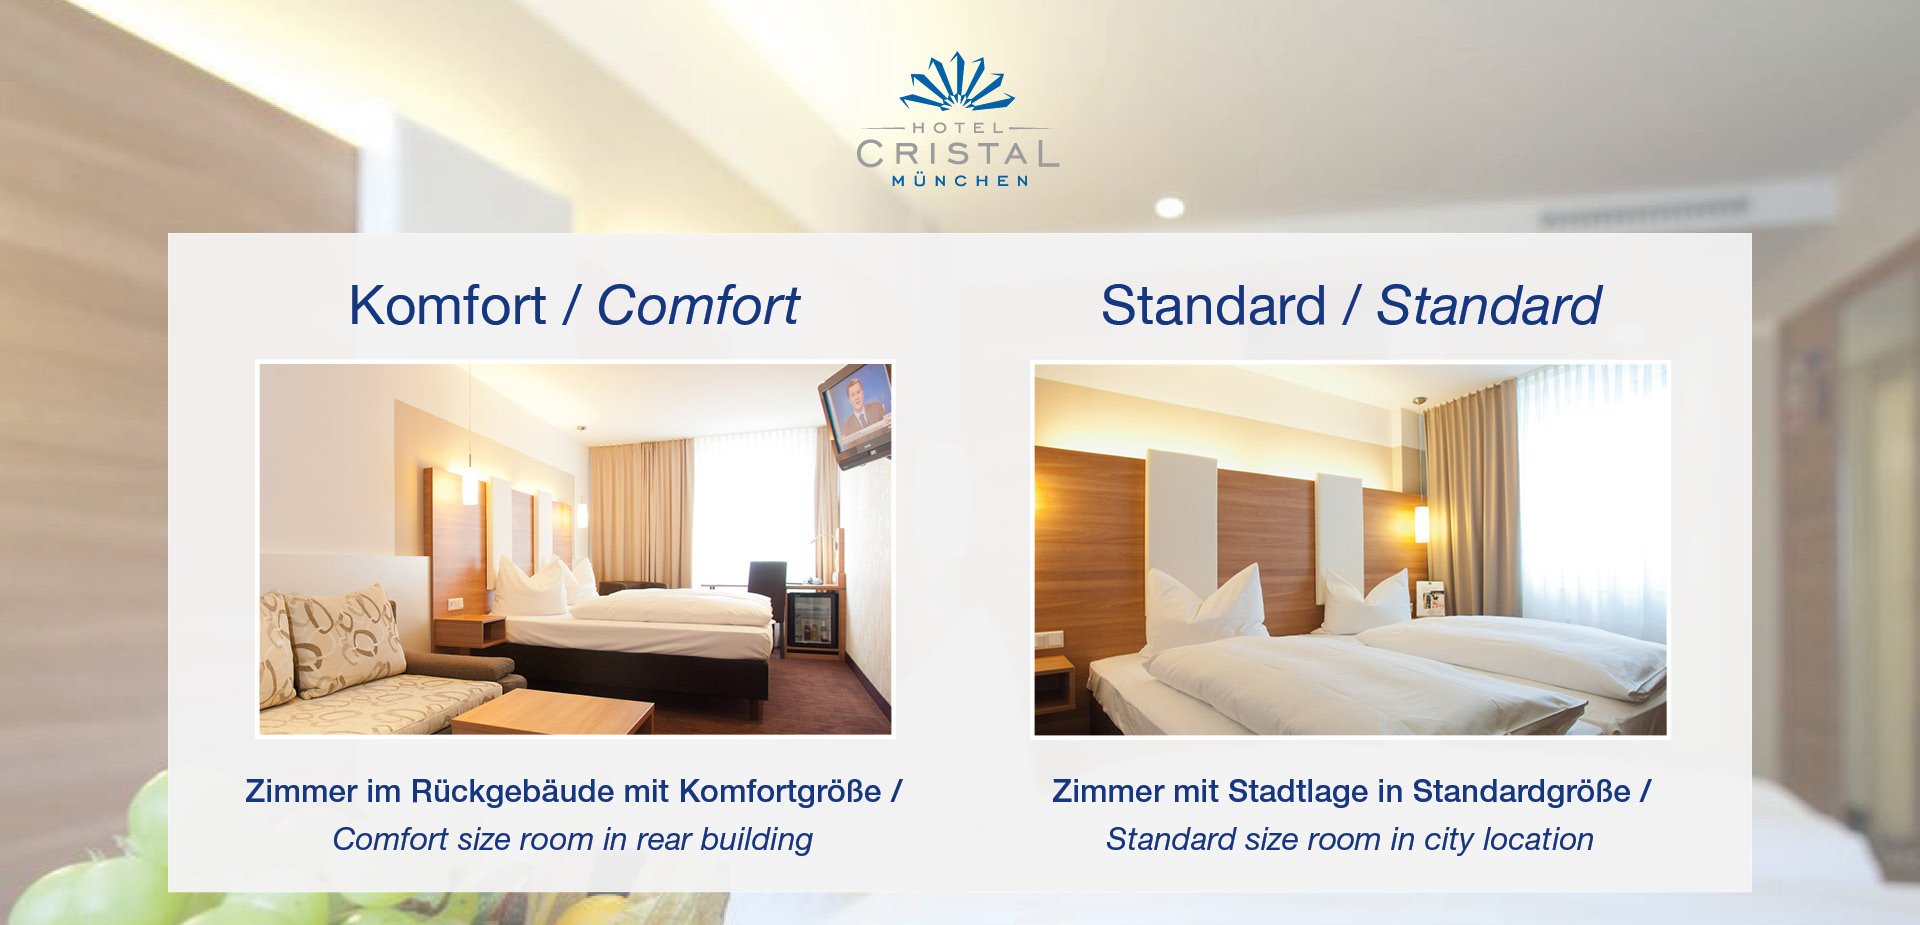 HOTEL
CRISTAL
MÜNCHEN
Komfort / Comfort
Zimmer im Rückgebäude mit Komfortgröße /
Comfort size room in rear building
Standard / Standard
Zimmer mit Stadtlage in Standardgröße /
Standard size room in city location